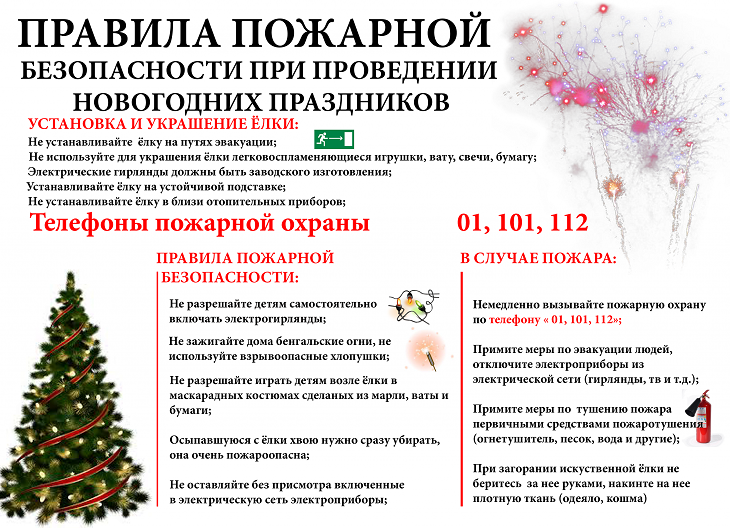 ПРАВИЛА ПОЖАРНОЙ
БЕЗОПАСНОСТИ ПРИ ПРОВЕДЕНИИ
НОВОГОДНИХ ПРАЗДНИКОВ
УСТАНОВКА И УКРАШЕНИЕ ЁЛКИ:
Не устанавливайте ёлку на путях эвакуации;
Не используйте для украшения ёлки легковоспламеняющиеся игрушки, вату, свечи, бумагу;
Электрические гирлянды должны быть заводского изготовления;
Устанавливайте ёлку на устойчивой подставке;
Не устанавливайте ёлку в близи отопительных приборов;
Телефоны пожарной охраны 01, 101, 112
ПРАВИЛА ПОЖАРНОЙ
БЕЗОПАСНОСТИ:
Не разрешайте детям самостоятельно
включать электрогирлянды;
Не зажигайте дома бенгальские огни, не
используйте взрывоопасные хлопушки;
Не разрешайте играть детям возле ёлки в
маскарадных костюмах сделаных из марли, ваты и
бумаги;
Осыпавшуюся с ёлки хвою нужно сразу убирать,
она очень пожароопасна;
Не оставляйте без присмотра включенные
в электрическую сеть электроприборы;
В СЛУЧАЕ ПОЖАРА:
Немедленно вызывайте пожарную охрану
по телефону « 01, 101, 112»;
Примите меры по эвакуации людей,
отключите электроприборы из
электрической сети (гирлянды, тв и т.д.);
Примите меры по тушению пожара
первичными средствами пожаротушения
(огнетушитель, песок, вода и другие);
При загорании искуственной ёлки не
беритесь за нее руками, накинте на нее
плотную ткань (одеяло, кошма)